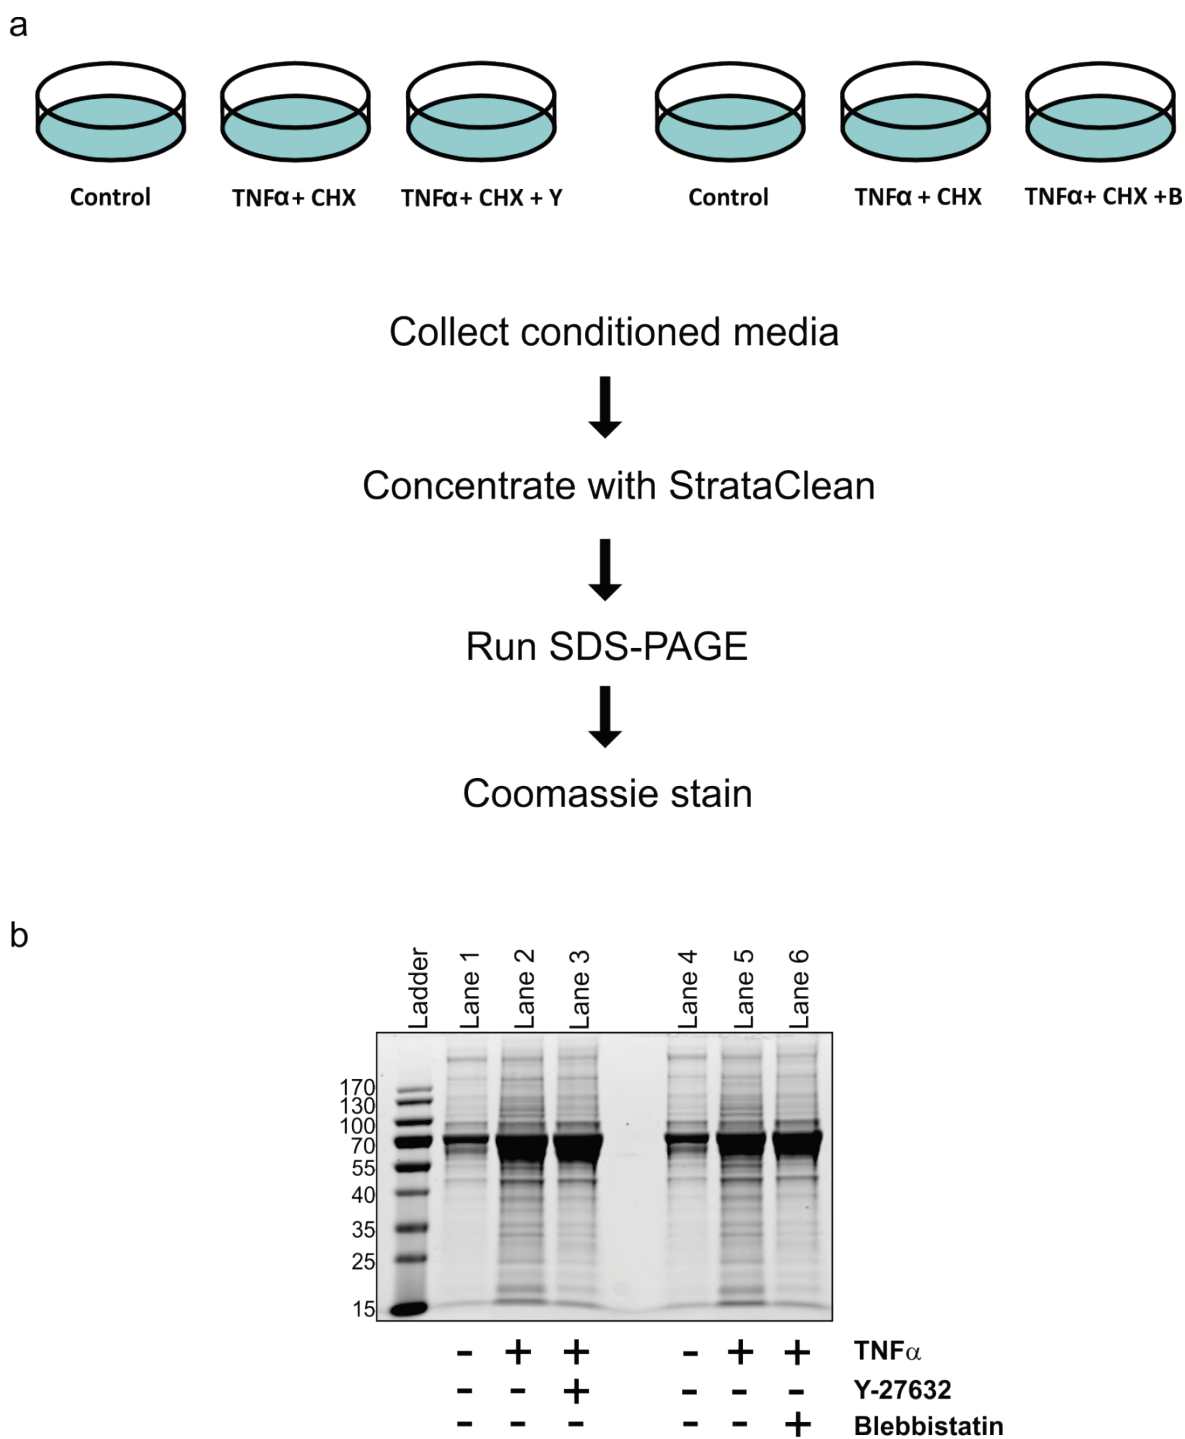 a
Control TNFα+ CHX TNFα+ CHX + Y Control TNFα + CHX TNFα+ CHX +B
Collect conditioned media
Concentrate with StrataClean
Run SDS-PAGE
Coomassie stain
b
Ladder Lane 1 Lane 2 Lane 3 Lane 4 Lane 5 Lane 6
170
130
100
70
55
40
35
25
15
- + + - + + TNFα
- - + - - - Y-27632
- - - - - + Blebbistatin